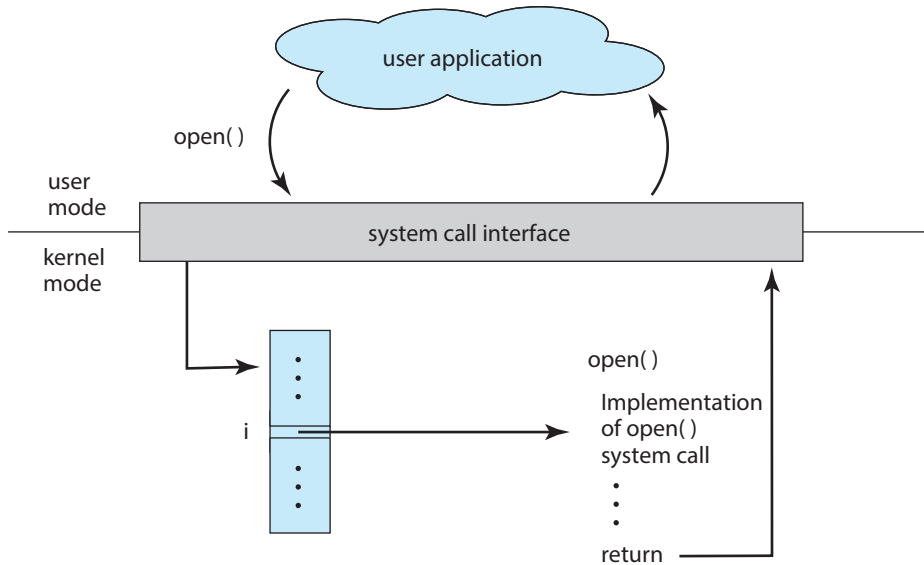 user application
open( )
user
mode
system call interface
kernel
mode
open( )
i
Implementation
of open( )
system call
return